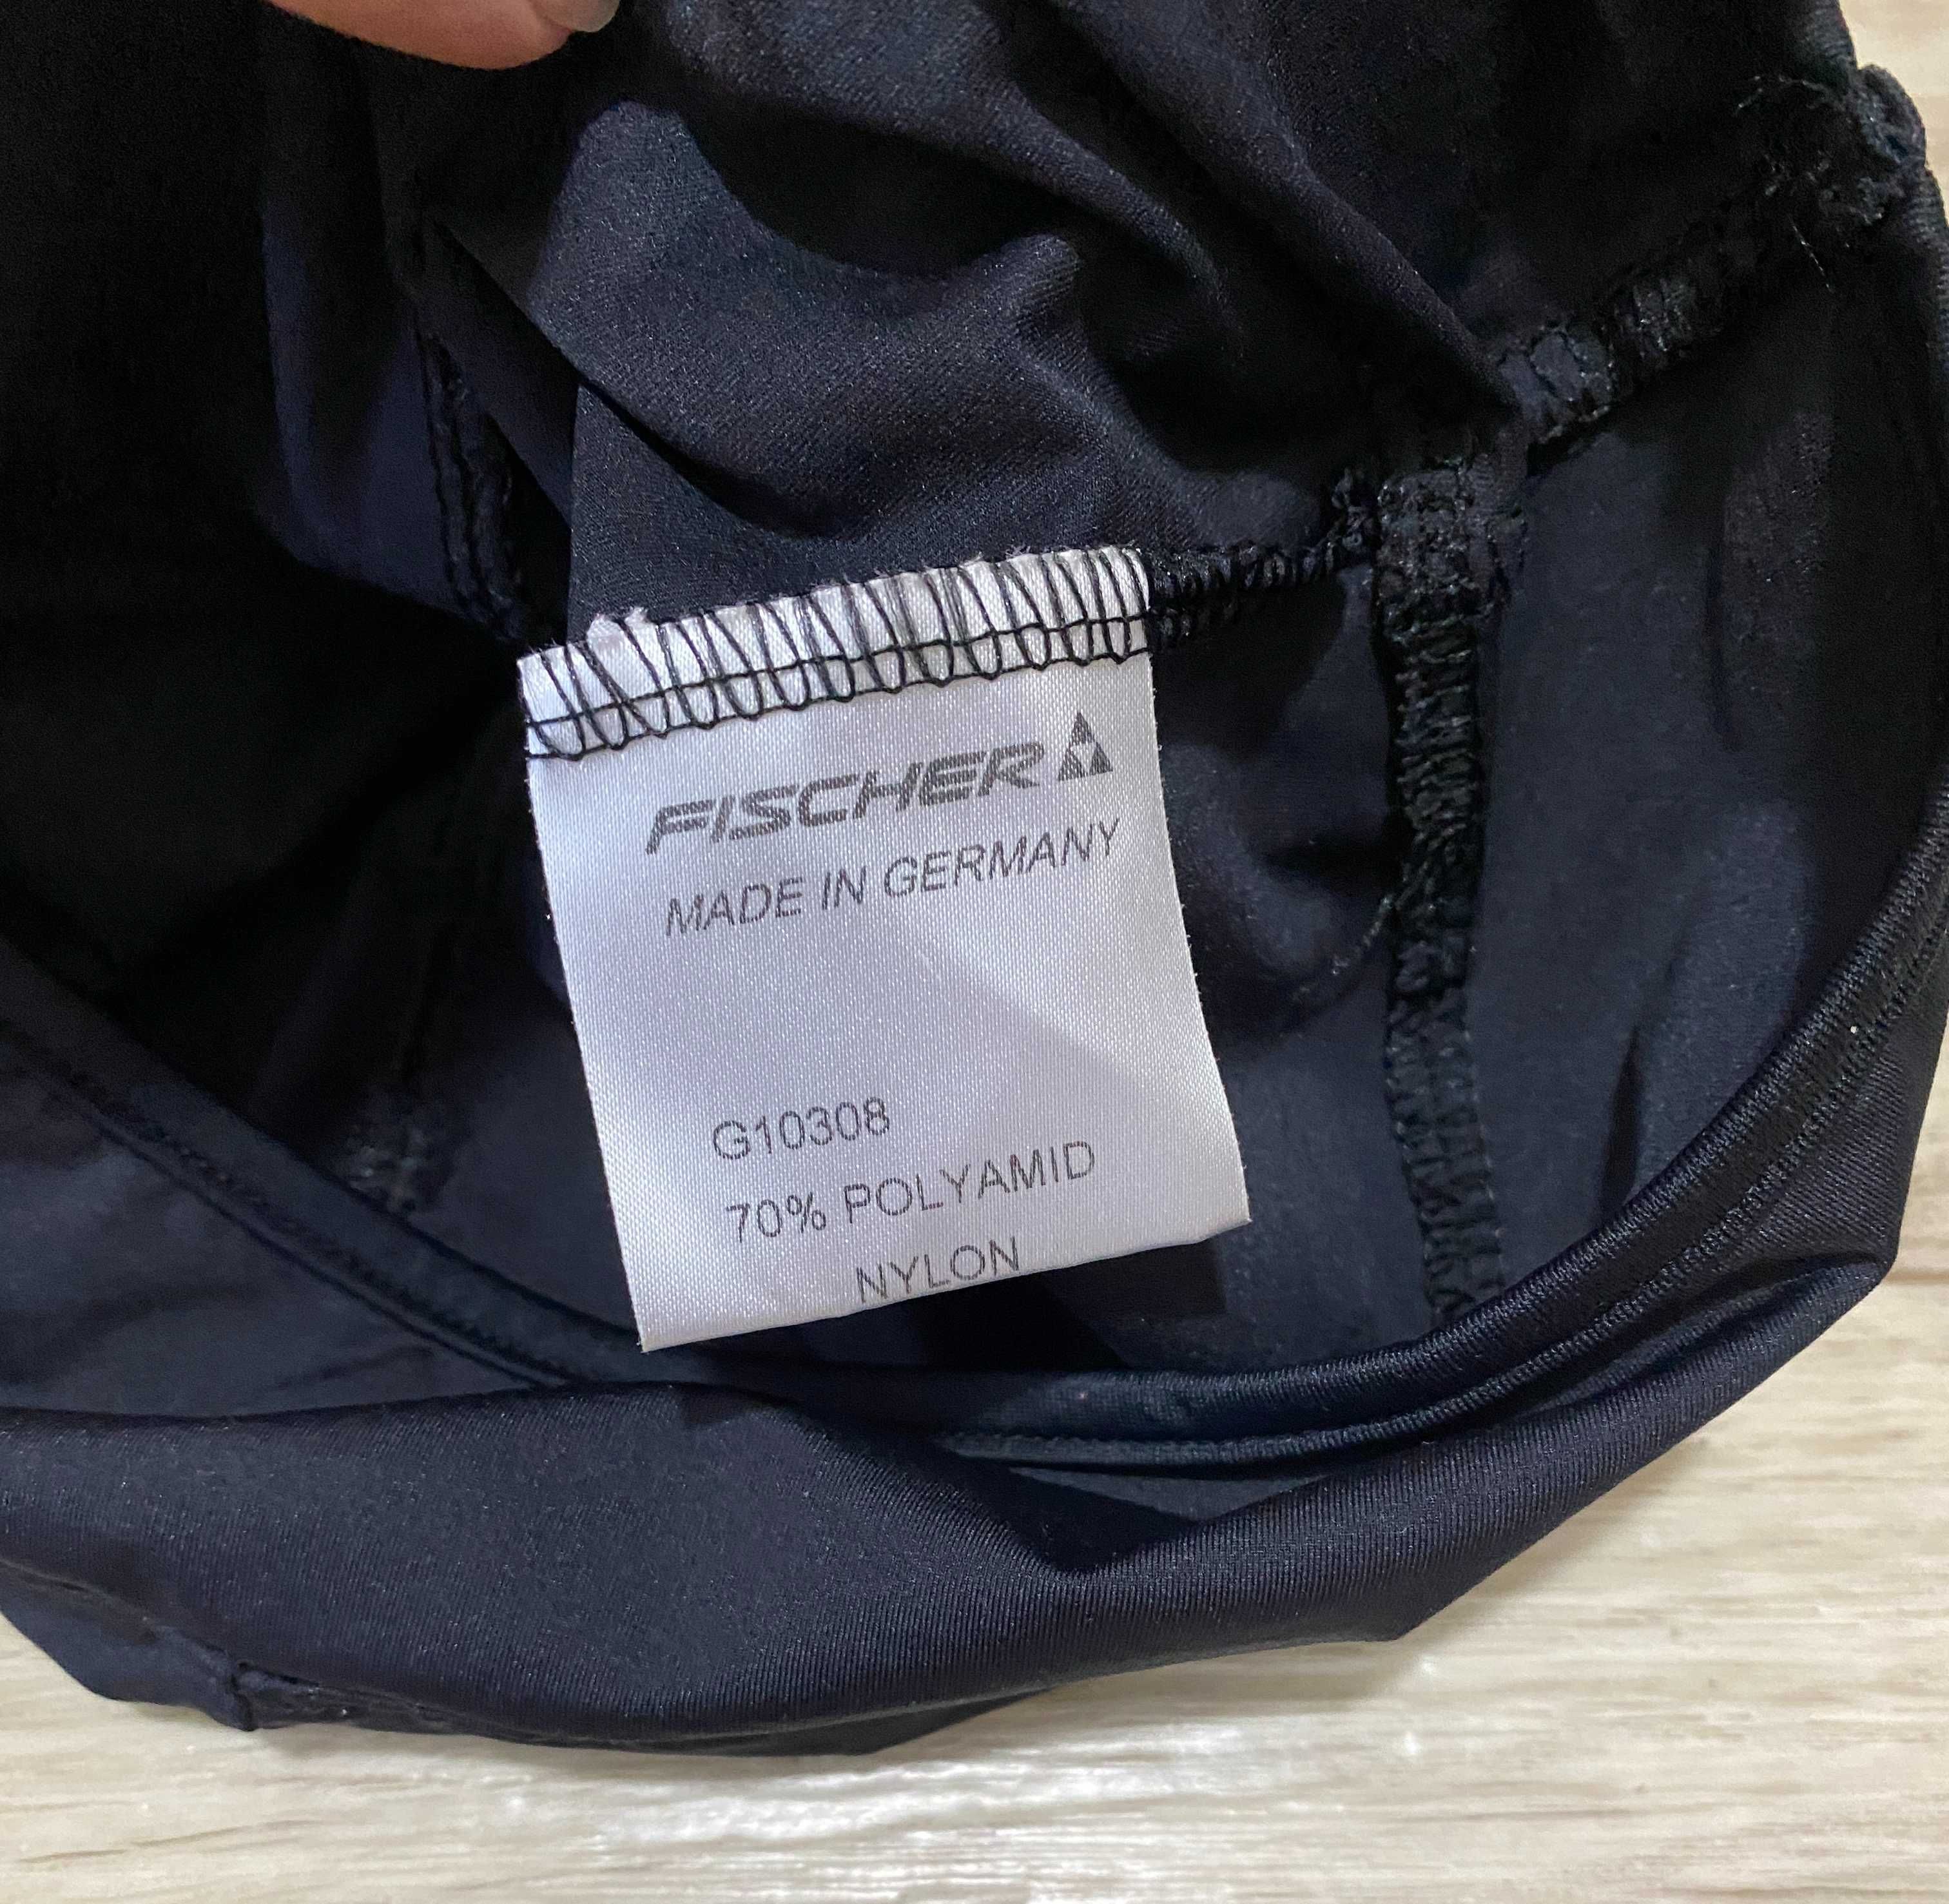 FISCHER
MADE IN GERMANY
G10308
70% POLYAMID
NYLON